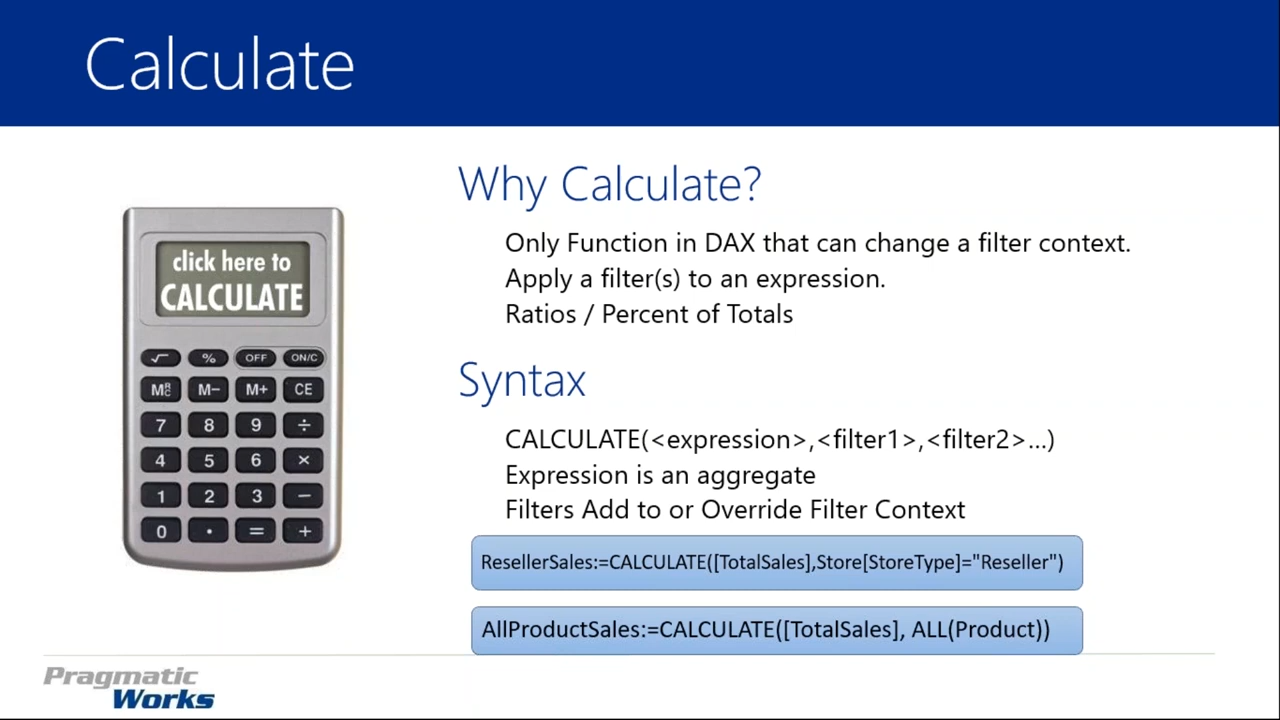 Calculate
click here to
CALCULATE
√ % OFF ON/C
MRC M− M+ CE
7 8 9 ÷
4 5 6 ×
1 2 3 −
0 . = +
Why Calculate?
Only Function in DAX that can change a filter context.
Apply a filter(s) to an expression.
Ratios / Percent of Totals
Syntax
CALCULATE(<expression>,<filter1>,<filter2>…)
Expression is an aggregate
Filters Add to or Override Filter Context
ResellerSales:=CALCULATE([TotalSales],Store[StoreType]="Reseller")
AllProductSales:=CALCULATE([TotalSales], ALL(Product))
Pragmatic
Works